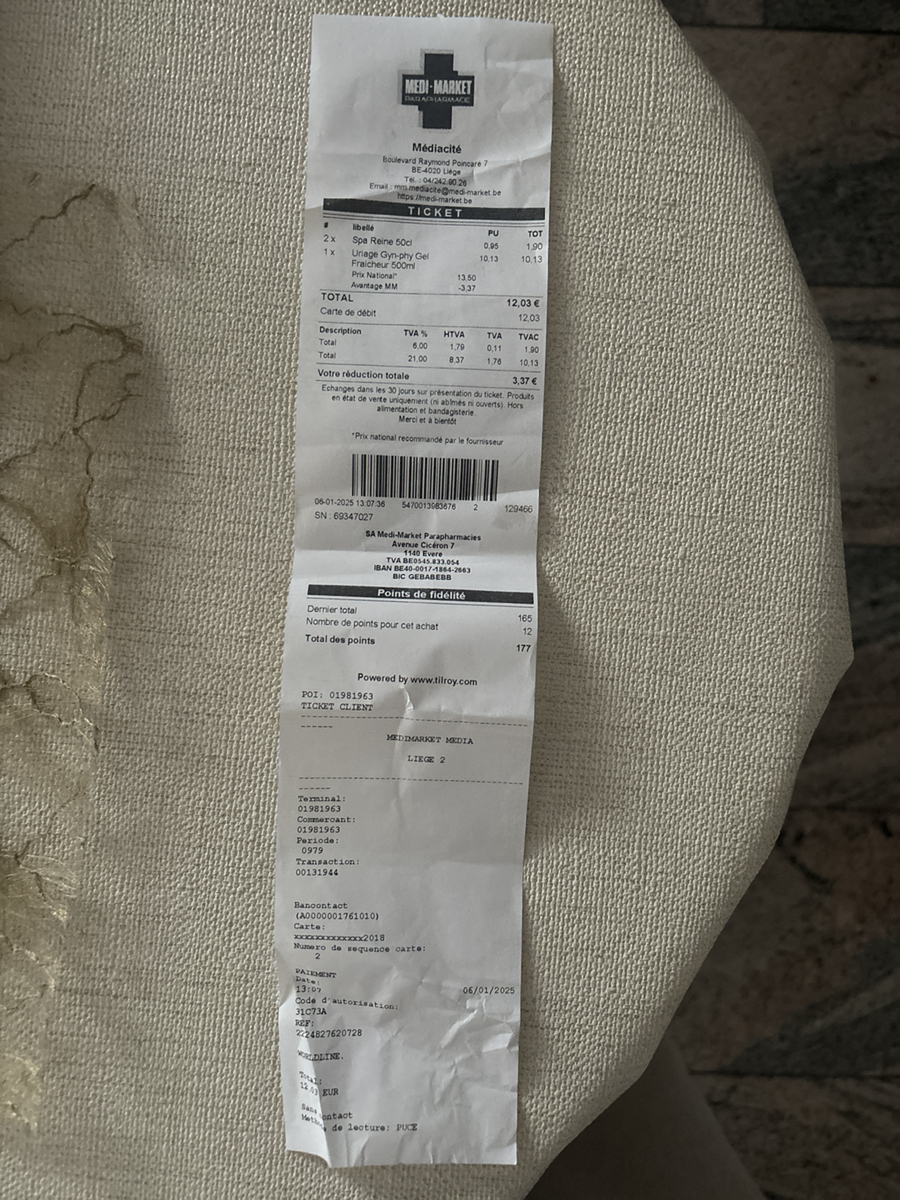 MEDI-MARKET
PARAPHARMACIE
Médiacité
Boulevard Raymond Poincare 7
BE-4020 Liège
Tél. : 04/242.90.26
Email : mm.mediacite@medi-market.be
https://medi-market.be
TICKET
# libellé PU TOT
2 x Spa Reine 50cl 0,95 1,90
1 x Uriage Gyn-phy Gel 10,13 10,13
Fraicheur 500ml
Prix National* 13,50
Avantage MM -3,37
TOTAL 12,03 €
Carte de débit 12,03
Description TVA % HTVA TVA TVAC
Total 6,00 1,79 0,11 1,90
Total 21,00 8,37 1,76 10,13
Votre réduction totale 3,37 €
Echanges dans les 30 jours sur présentation du ticket. Produits
en état de vente uniquement (ni abîmés ni ouverts). Hors
alimentation et bandagisterie.
Merci et à bientôt
*Prix national recommandé par le fournisseur
06-01-2025 13:07:36 5470013983676 2 129466
SN : 69347027
SA Medi-Market Parapharmacies
Avenue Cicéron 7
1140 Evere
TVA BE0545.833.054
IBAN BE40-0017-1864-2663
BIC GEBABEBB
Points de fidélité
Dernier total 165
Nombre de points pour cet achat 12
Total des points 177
Powered by www.tilroy.com
POI: 01981963
TICKET CLIENT
MEDIMARKET MEDIA
LIEGE 2
Terminal:
01981963
Commercant:
01981963
Periode:
0979
Transaction:
00131944
Bancontact
(A0000001761010)
Carte:
xxxxxxxxxxxxx2018
Numero de sequence carte:
2
PAIEMENT
Date:
13:07 06/01/2025
Code d'autorisation:
31C73A
REF:
2224827620728
WORLDLINE.
Total:
12.03 EUR
Sans contact
Methode de lecture: PUCE